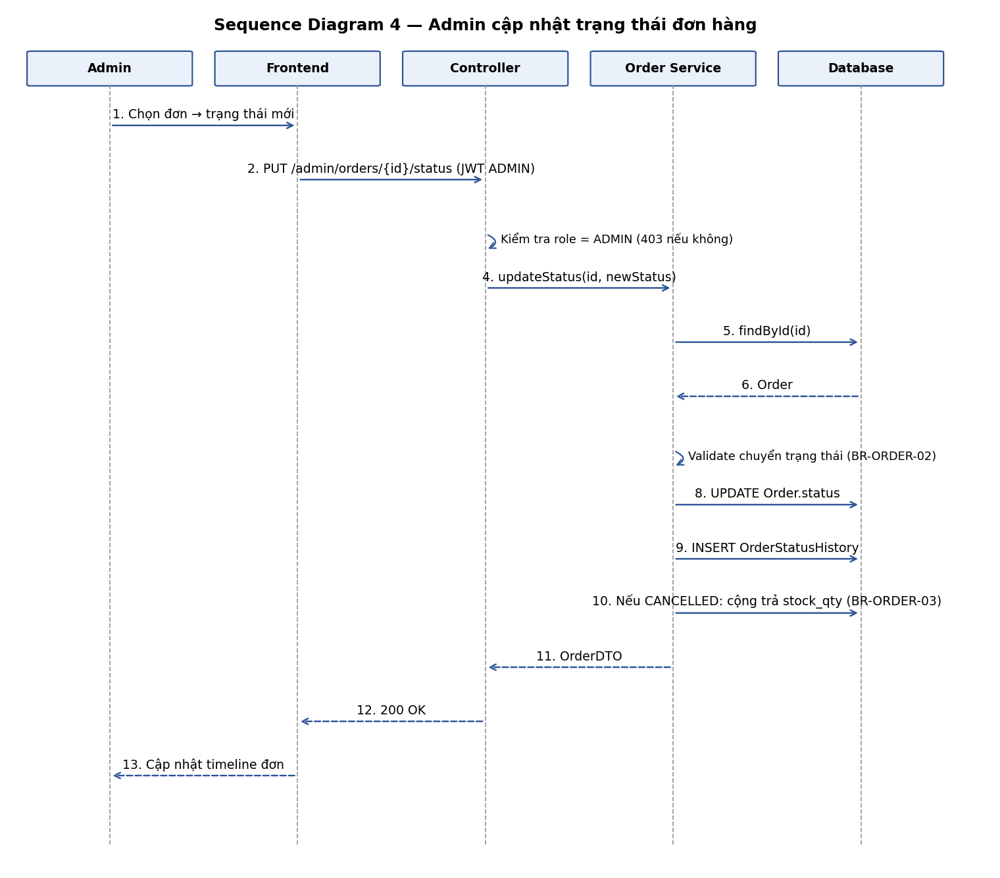 Sequence Diagram 4 — Admin cập nhật trạng thái đơn hàng
Admin
Frontend
Controller
Order Service
Database
1. Chọn đơn → trạng thái mới
2. PUT /admin/orders/{id}/status (JWT ADMIN)
Kiểm tra role = ADMIN (403 nếu không)
4. updateStatus(id, newStatus)
5. findById(id)
6. Order
Validate chuyển trạng thái (BR-ORDER-02)
8. UPDATE Order.status
9. INSERT OrderStatusHistory
10. Nếu CANCELLED: cộng trả stock_qty (BR-ORDER-03)
11. OrderDTO
12. 200 OK
13. Cập nhật timeline đơn